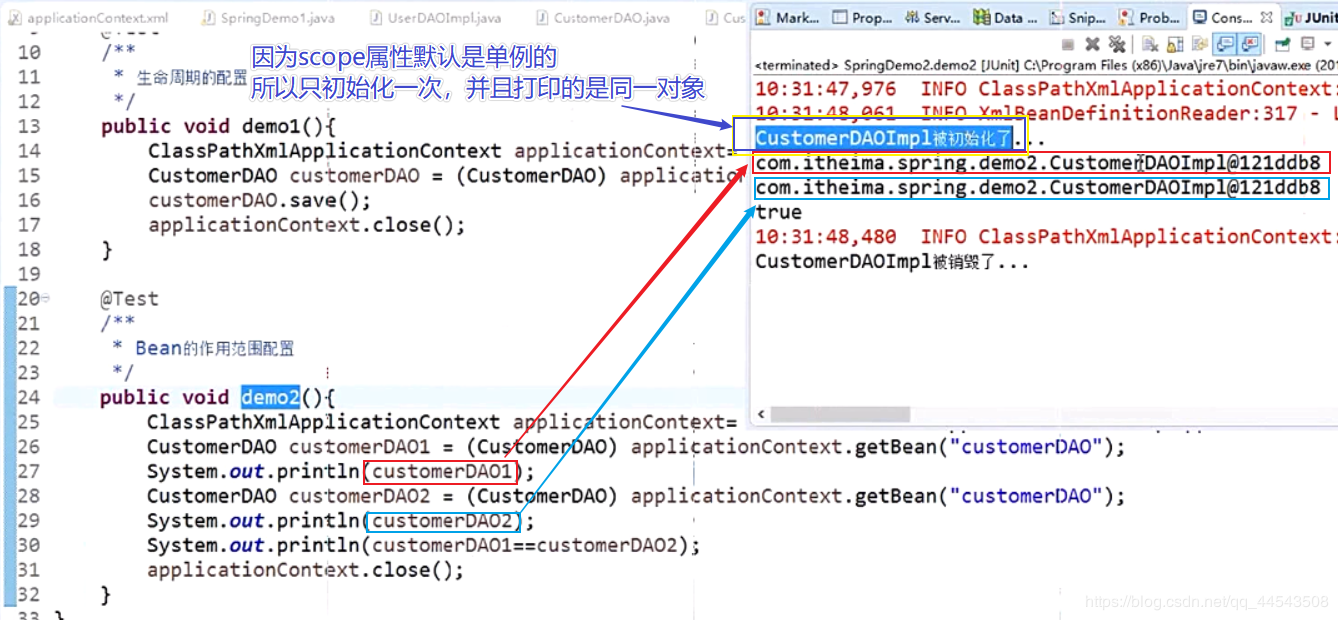 applicationContext.xml SpringDemo1.java UserDAOImpl.java CustomerDAO.java Cus
10 /**
11 * 生命周期的配置
12 */
13 public void demo1(){
14 ClassPathXmlApplicationContext applicationContext=
15 CustomerDAO customerDAO = (CustomerDAO) application
16 customerDAO.save();
17 applicationContext.close();
18 }
19
20 @Test
21 /**
22 * Bean的作用范围配置
23 */
24 public void demo2(){
25 ClassPathXmlApplicationContext applicationContext=
26 CustomerDAO customerDAO1 = (CustomerDAO) applicationContext.getBean("customerDAO");
27 System.out.println(customerDAO1);
28 CustomerDAO customerDAO2 = (CustomerDAO) applicationContext.getBean("customerDAO");
29 System.out.println(customerDAO2);
30 System.out.println(customerDAO1==customerDAO2);
31 applicationContext.close();
32 }
33 }
因为scope属性默认是单例的
所以只初始化一次，并且打印的是同一对象
Mark... Prop... Serv... Data ... Snip... Prob... Cons... JUnit
<terminated> SpringDemo2.demo2 [JUnit] C:\Program Files (x86)\Java\jre7\bin\javaw.exe (201
10:31:47,976 INFO ClassPathXmlApplicationContext:
10:31:48,061 INFO XmlBeanDefinitionReader:317 - L
CustomerDAOImpl被初始化了...
com.itheima.spring.demo2.CustomerDAOImpl@121ddb8
com.itheima.spring.demo2.CustomerDAOImpl@121ddb8
true
10:31:48,480 INFO ClassPathXmlApplicationContext:
CustomerDAOImpl被销毁了...
https://blog.csdn.net/qq_44543508